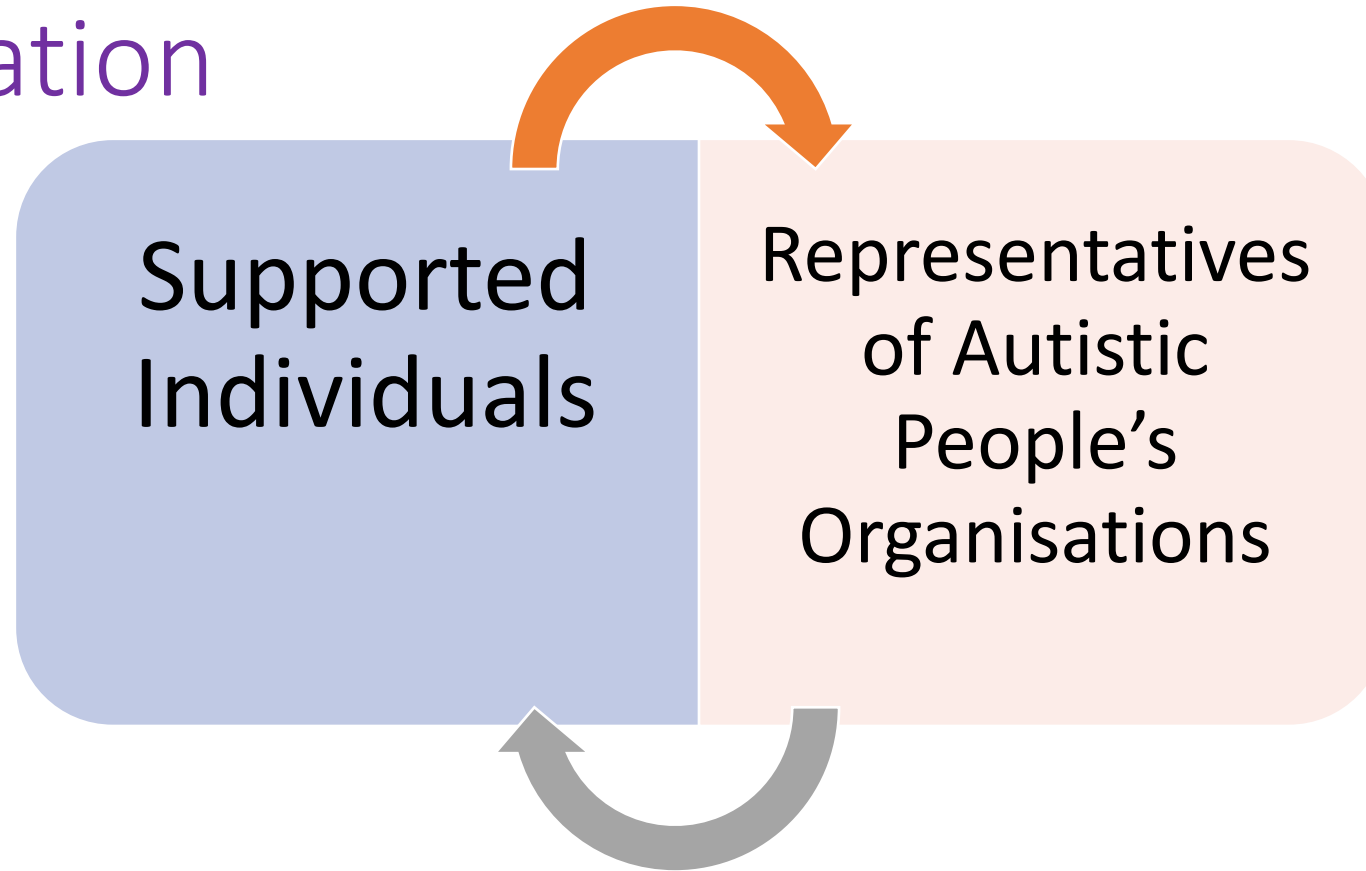 ation
Supported
Individuals
Representatives
of Autistic
People’s
Organisations